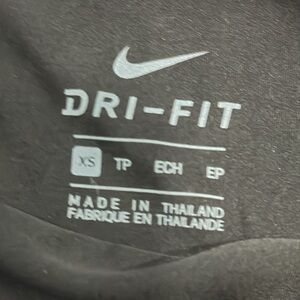 DRI-FIT
XS TP ECH EP
MADE IN THAILAND
FABRIQUE EN THAILANDE